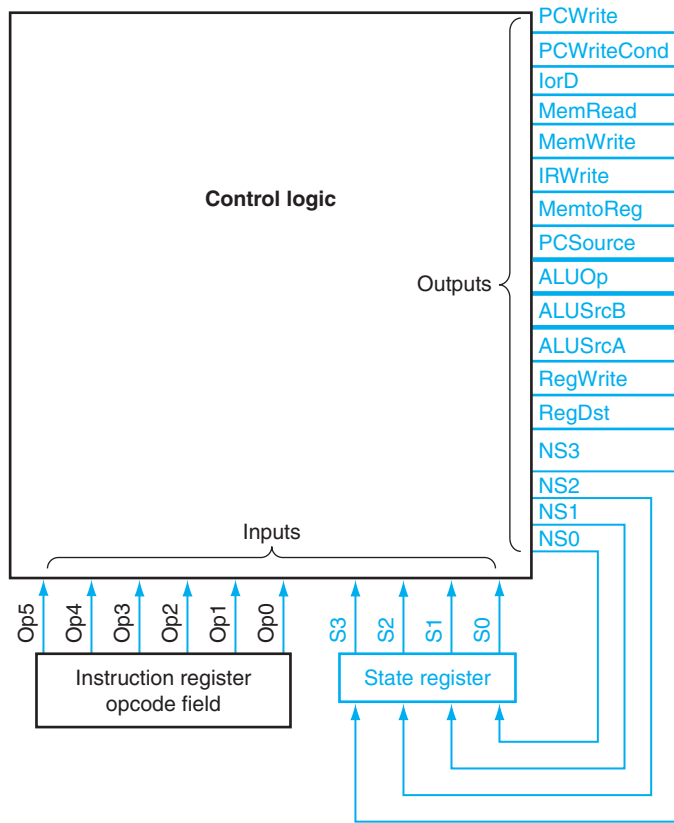 PCWrite
PCWriteCond
IorD
MemRead
MemWrite
IRWrite
Control logic
MemtoReg
PCSource
Outputs
ALUOp
ALUSrcB
ALUSrcA
RegWrite
RegDst
NS3
NS2
NS1
NS0
Inputs
Op5
Op4
Op3
Op2
Op1
Op0
S3
S2
S1
S0
Instruction register
opcode field
State register